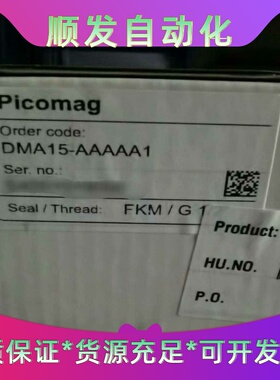 顺发自动化
Picomag
Order code:
DMA15-AAAAA1
Ser. no.:
Seal / Thread: FKM / G 1
Product:
HU.NO.
P.O.
质保证*货源充足*可开发